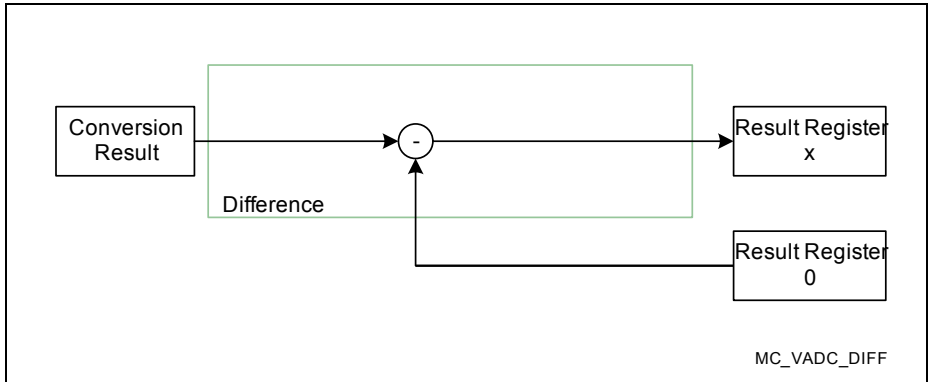 Conversion
Result
-
Result Register
x
Difference
Result Register
0
MC_VADC_DIFF